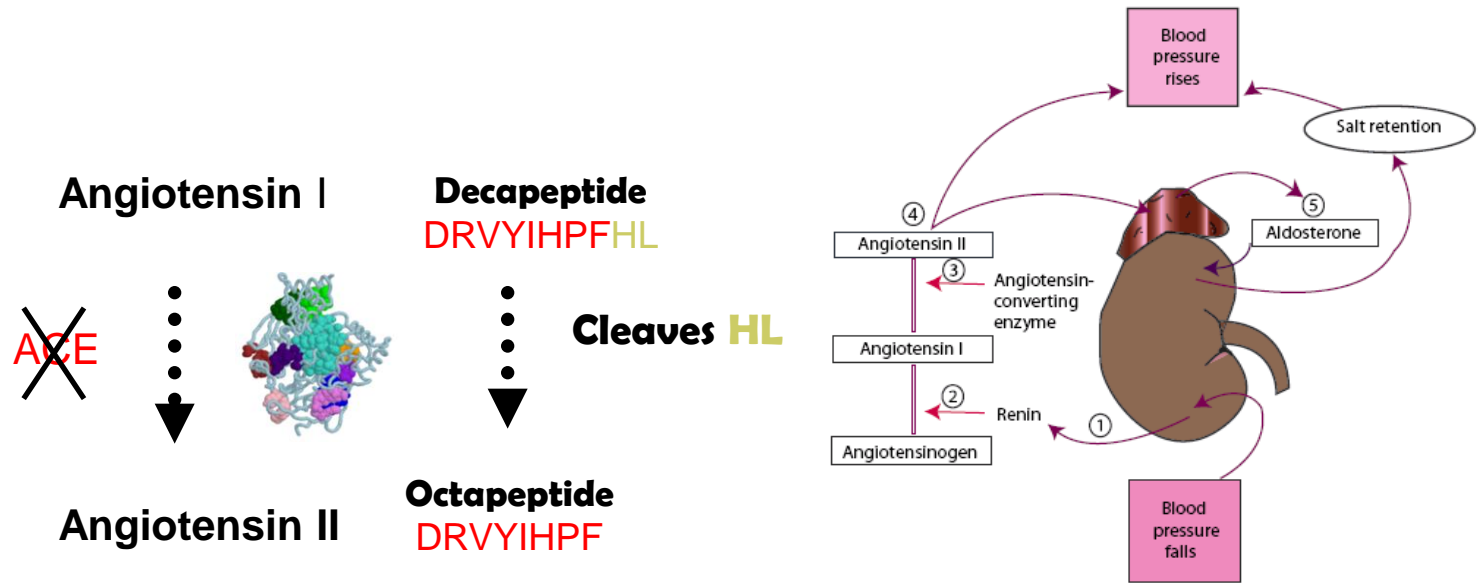 Angiotensin I
ACE
Angiotensin II
Decapeptide
DRVYIHPFHL
Cleaves HL
Octapeptide
DRVYIHPF
Blood
pressure
rises
Salt retention
④
Angiotensin II
⑤
Aldosterone
③
Angiotensin-
converting
enzyme
Angiotensin I
②
Renin
①
Angiotensinogen
Blood
pressure
falls